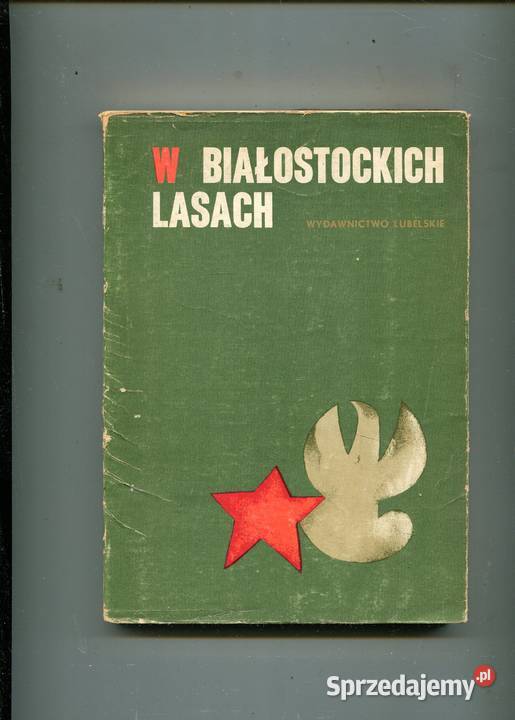 W BIAŁOSTOCKICH
LASACH
WYDAWNICTWO LUBELSKIE
Sprzedajemy.pl